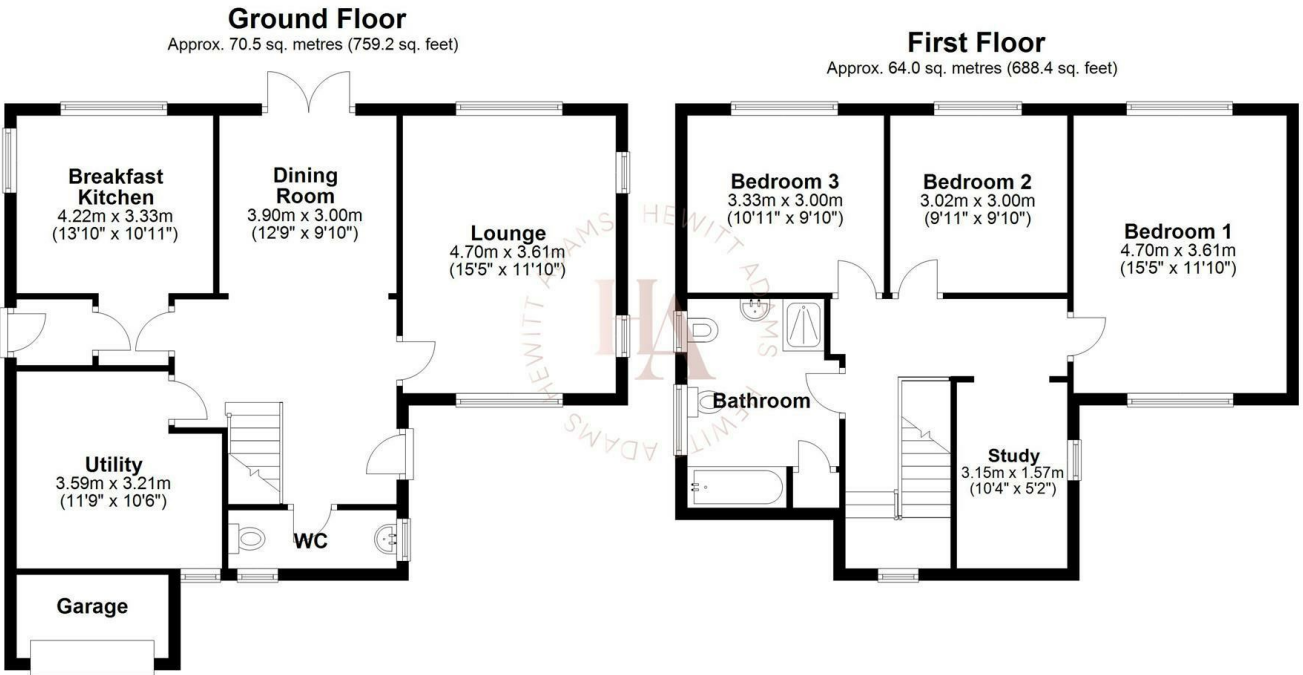 Ground Floor
Approx. 70.5 sq. metres (759.2 sq. feet)
First Floor
Approx. 64.0 sq. metres (688.4 sq. feet)
Breakfast
Kitchen
4.22m x 3.33m
(13'10" x 10'11")
Dining
Room
3.90m x 3.00m
(12'9" x 9'10")
Lounge
4.70m x 3.61m
(15'5" x 11'10")
Utility
3.59m x 3.21m
(11'9" x 10'6")
WC
Garage
Bedroom 3
3.33m x 3.00m
(10'11" x 9'10")
Bedroom 2
3.02m x 3.00m
(9'11" x 9'10")
Bedroom 1
4.70m x 3.61m
(15'5" x 11'10")
Bathroom
Study
3.15m x 1.57m
(10'4" x 5'2")
HEWITT ADAMS HEWITT ADAMS HEWITT ADAMS
HA